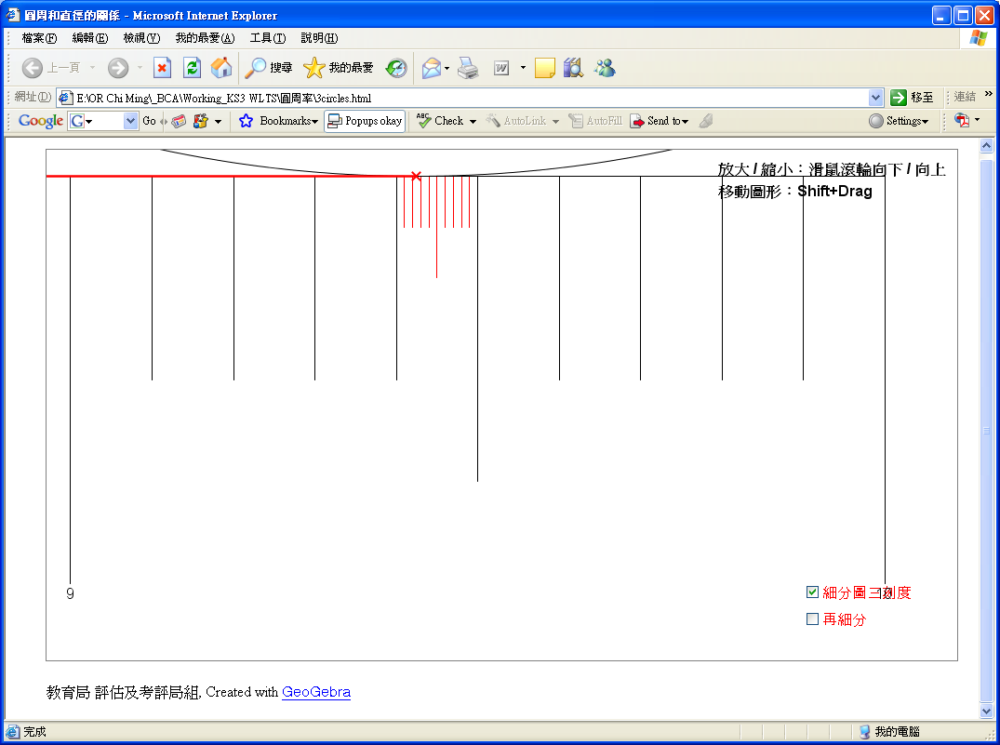 圓周和直徑的關係 - Microsoft Internet Explorer
檔案(F) 編輯(E) 檢視(V) 我的最愛(A) 工具(T) 說明(H)
上一頁 搜尋 我的最愛
網址(D) E:\OR Chi Ming\_BCA\Working_KS3 WLTS\圓周率\3circles.html 移至 連結 »
Google G Go Bookmarks Popups okay ABC Check AutoLink AutoFill Send to Settings
放大 / 縮小：滑鼠滾輪向下 / 向上
移動圖形：Shift+Drag
9 10
細分圖三刻度
再細分
教育局 評估及考評局組, Created with GeoGebra
完成 我的電腦